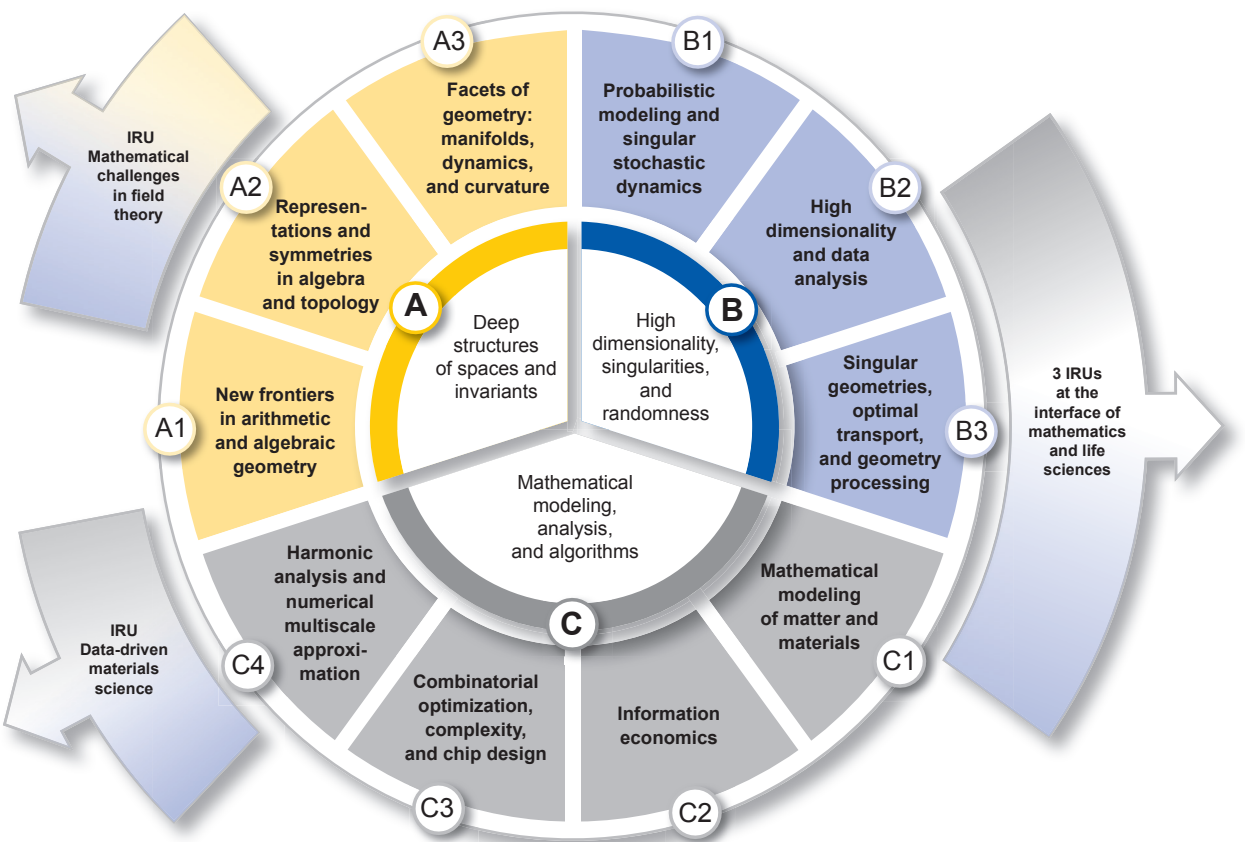 A3
Facets of
geometry:
manifolds,
dynamics,
and curvature
B1
Probabilistic
modeling and
singular
stochastic
dynamics
IRU
Mathematical
challenges
in field
theory
A2
Represen-
tations and
symmetries
in algebra
and topology
B2
High
dimensionality
and data
analysis
A
Deep
structures
of spaces and
invariants
B
High
dimensionality,
singularities,
and
randomness
A1
New frontiers
in arithmetic
and algebraic
geometry
B3
Singular
geometries,
optimal
transport,
and geometry
processing
3 IRUs
at the
interface of
mathematics
and life
sciences
Mathematical
modeling,
analysis,
and algorithms
C
IRU
Data-driven
materials
science
C4
Harmonic
analysis and
numerical
multiscale
approxi-
mation
C1
Mathematical
modeling
of matter and
materials
C3
Combinatorial
optimization,
complexity,
and chip design
C2
Information
economics